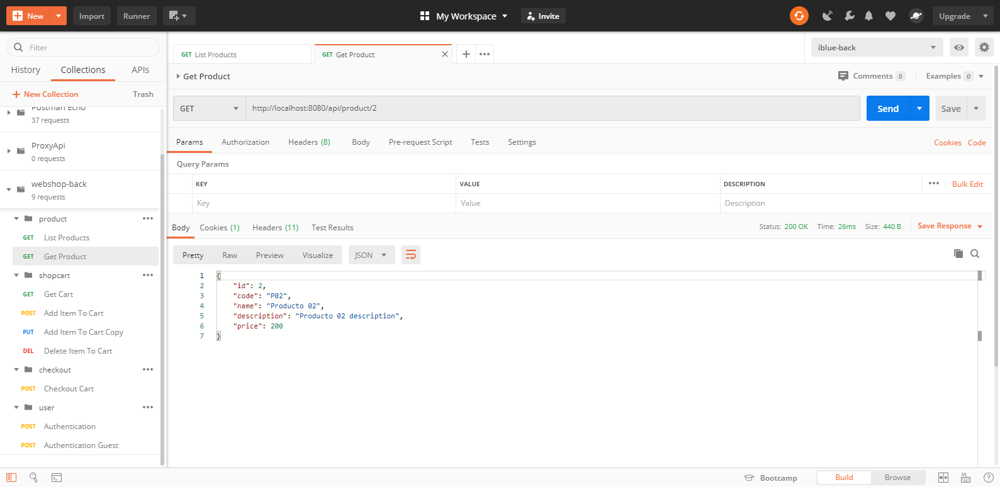 New
Import
Runner
My Workspace
Invite
Upgrade
Filter
History
Collections
APIs
New Collection
Trash
Postman Echo
37 requests
ProxyApi
0 requests
webshop-back
9 requests
product
GET List Products
GET Get Product
shopcart
GET Get Cart
POST Add Item To Cart
PUT Add Item To Cart Copy
DEL Delete Item To Cart
checkout
POST Checkout Cart
user
POST Authentication
POST Authentication Guest
GET List Products
GET Get Product
iblue-back
Get Product
Comments 0
Examples 0
GET
http://localhost:8080/api/product/2
Send
Save
Params
Authorization
Headers (8)
Body
Pre-request Script
Tests
Settings
Cookies
Code
Query Params
KEY
VALUE
DESCRIPTION
Bulk Edit
Key
Value
Description
Body
Cookies (1)
Headers (11)
Test Results
Status: 200 OK
Time: 26ms
Size: 440 B
Save Response
Pretty
Raw
Preview
Visualize
JSON
1 {
2 "id": 2,
3 "code": "P02",
4 "name": "Producto 02",
5 "description": "Producto 02 description",
6 "price": 200
7 }
Bootcamp
Build
Browse